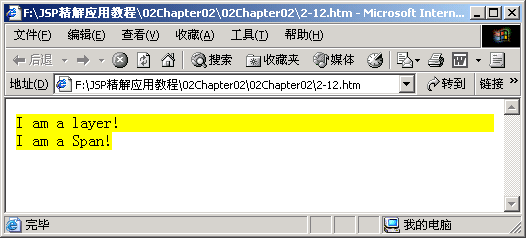 F:\JSP精解应用教程\02Chapter02\02Chapter02\2-12.htm - Microsoft Intern...
文件(F) 编辑(E) 查看(V) 收藏(A) 工具(T) 帮助(H)
后退 搜索 收藏夹 媒体
地址(D) F:\JSP精解应用教程\02Chapter02\02Chapter02\2-12.htm 转到 链接 »
I am a layer!
I am a Span!
完毕 我的电脑